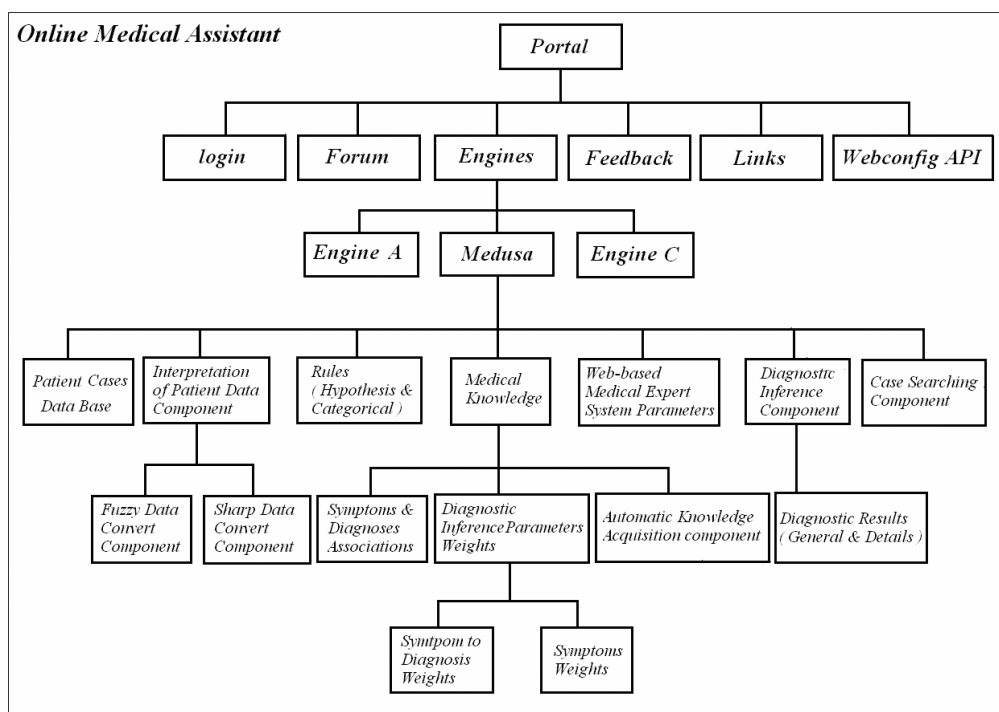 Online Medical Assistant
Portal
login
Forum
Engines
Feedback
Links
Webconfig API
Engine A
Medusa
Engine C
Patient Cases
Data Base
Interpretation
of Patient Data
Component
Rules
( Hypothesis &
Categorical )
Medical
Knowledge
Web-based
Medical Expert
System Parameters
Diagnostic
Inference
Component
Case Searching
Component
Fuzzy Data
Convert
Component
Sharp Data
Convert
Component
Symptoms &
Diagnoses
Associations
Diagnostic
Inference Parameters
Weights
Automatic Knowledge
Acquisition component
Diagnostic Results
( General & Details )
Symtpom to
Diagnosis
Weights
Symptoms
Weights